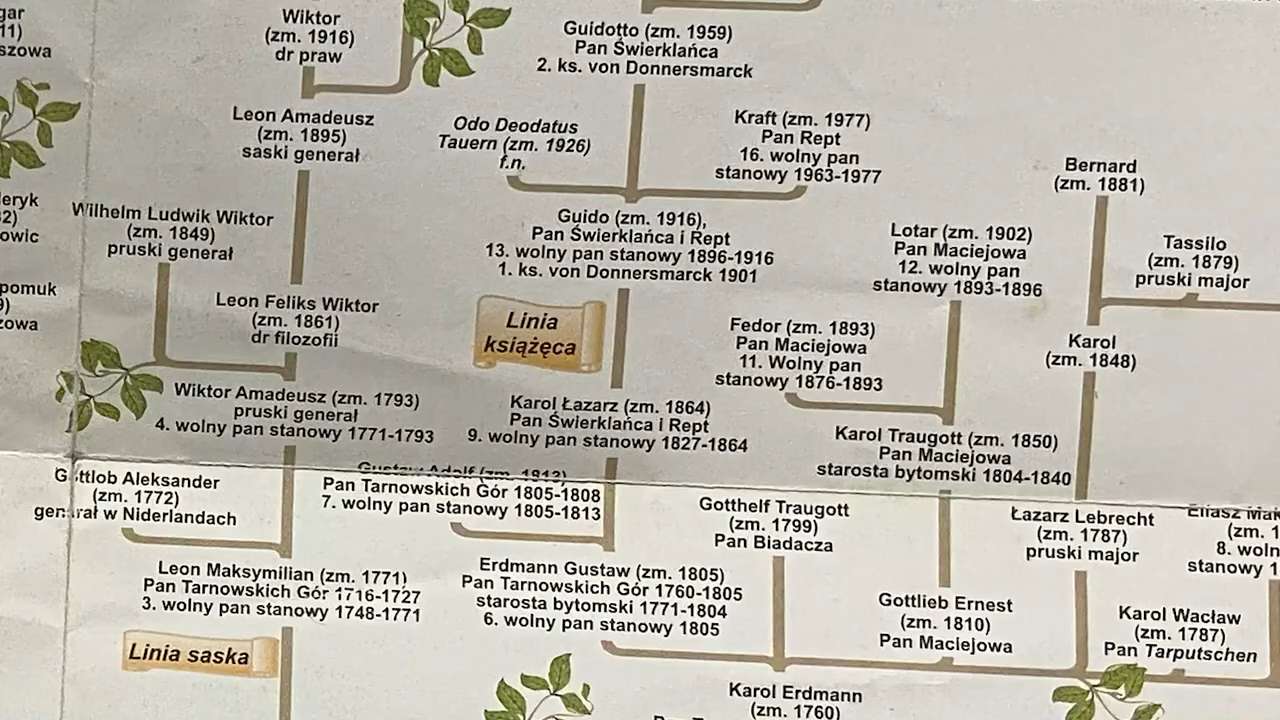 szowa
Wiktor
(zm. 1916)
dr praw
Guidotto (zm. 1959)
Pan Świerklańca
2. ks. von Donnersmarck
Leon Amadeusz
(zm. 1895)
saski generał
Odo Deodatus
Tauern (zm. 1926)
f.n.
Kraft (zm. 1977)
Pan Rept
16. wolny pan
stanowy 1963-1977
Bernard
(zm. 1881)
Wilhelm Ludwik Wiktor
(zm. 1849)
pruski generał
Guido (zm. 1916),
Pan Świerklańca i Rept
13. wolny pan stanowy 1896-1916
1. ks. von Donnersmarck 1901
Lotar (zm. 1902)
Pan Maciejowa
12. wolny pan
stanowy 1893-1896
Tassilo
(zm. 1879)
pruski major
Leon Feliks Wiktor
(zm. 1861)
dr filozofii
Linia
książęca
Fedor (zm. 1893)
Pan Maciejowa
11. Wolny pan
stanowy 1876-1893
Karol
(zm. 1848)
Wiktor Amadeusz (zm. 1793)
pruski generał
4. wolny pan stanowy 1771-1793
Karol Łazarz (zm. 1864)
Pan Świerklańca i Rept
9. wolny pan stanowy 1827-1864
Karol Traugott (zm. 1850)
Pan Maciejowa
starosta bytomski 1804-1840
Gottlob Aleksander
(zm. 1772)
generał w Niderlandach
Gustaw Adolf (zm. 1813)
Pan Tarnowskich Gór 1805-1808
7. wolny pan stanowy 1805-1813
Gotthelf Traugott
(zm. 1799)
Pan Biadacza
Łazarz Lebrecht
(zm. 1787)
pruski major
Eliasz
(zm.
8.
stanowy
Leon Maksymilian (zm. 1771)
Pan Tarnowskich Gór 1716-1727
3. wolny pan stanowy 1748-1771
Erdmann Gustaw (zm. 1805)
Pan Tarnowskich Gór 1760-1805
starosta bytomski 1771-1804
6. wolny pan stanowy 1805
Gottlieb Ernest
(zm. 1810)
Pan Maciejowa
Karol Wacław
(zm. 1787)
Pan Tarputschen
Linia saska
Karol Erdmann
(zm. 1760)